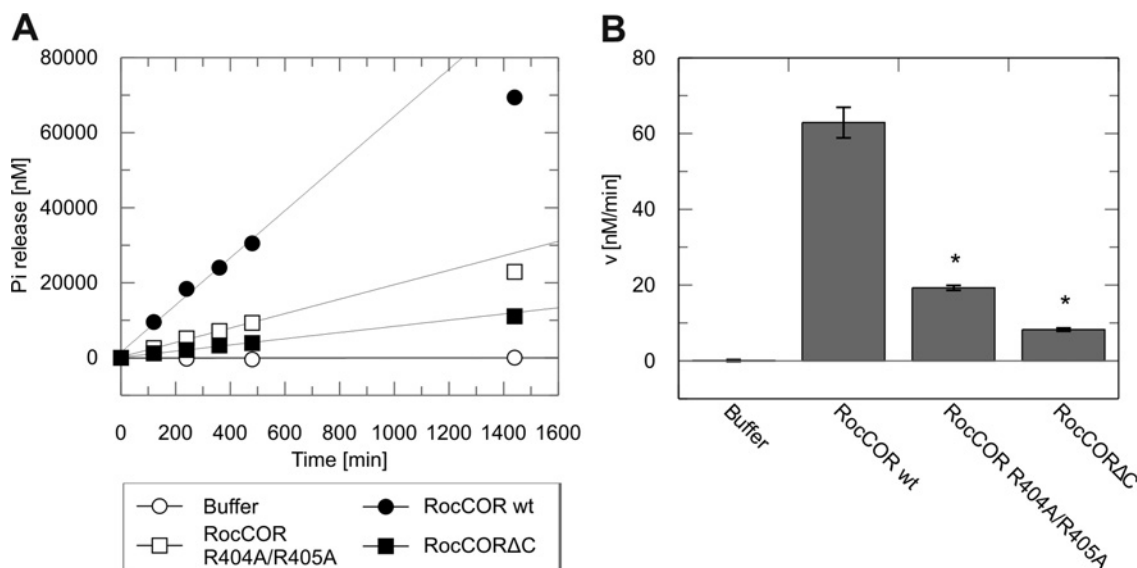 A
80000
60000
40000
20000
0
Pi release [nM]
0 200 400 600 800 1000 1200 1400 1600
Time [min]
Buffer
RocCOR
R404A/R405A
RocCOR wt
RocCORΔC
B
80
60
40
20
0
v [nM/min]
*
*
Buffer
RocCOR wt
RocCOR R404A/R405A
RocCORΔC